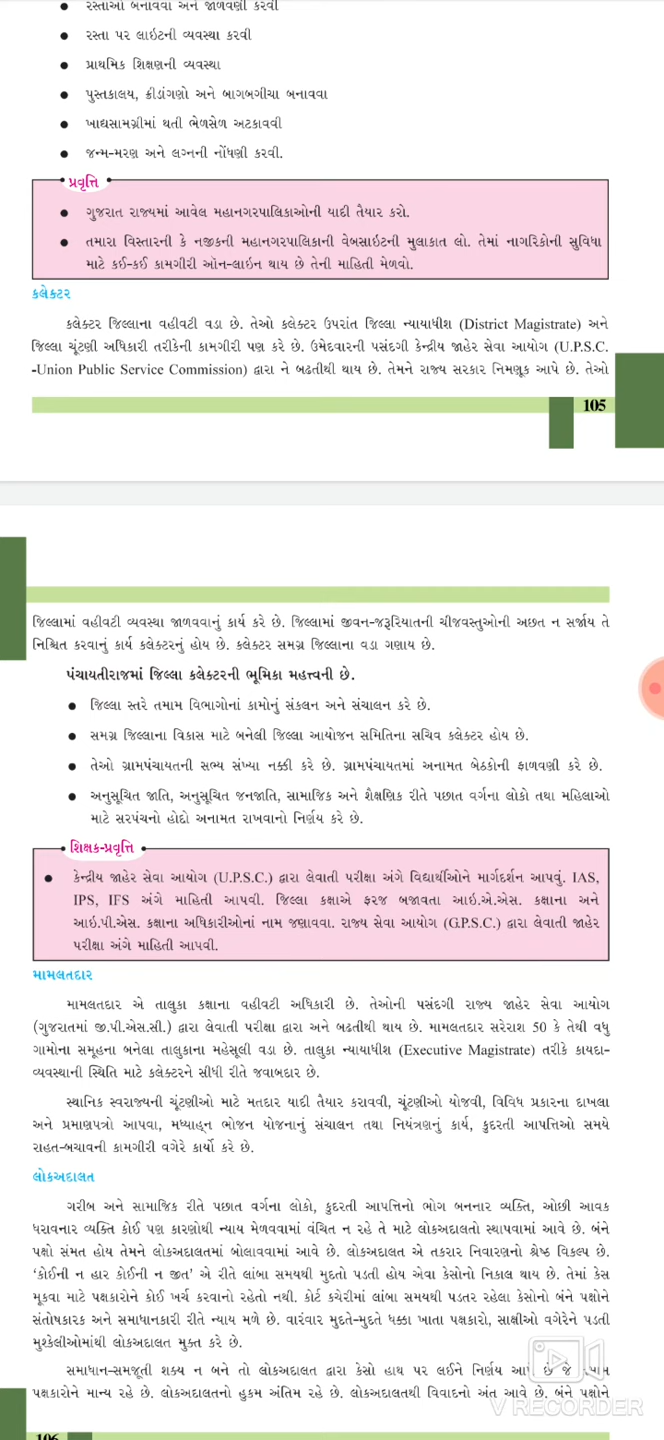 રસ્તાઓ બનાવવા અને જાળવણી કરવી
રસ્તા પર લાઇટની વ્યવસ્થા કરવી
પ્રાથમિક શિક્ષણની વ્યવસ્થા
પુસ્તકાલય, ક્રીડાંગણો અને બાગબગીચા બનાવવા
ખાદ્યસામગ્રીમાં થતી ભેળસેળ અટકાવવી
જન્મ-મરણ અને લગ્નની નોંધણી કરવી.
પ્રવૃત્તિ
ગુજરાત રાજ્યમાં આવેલ મહાનગરપાલિકાઓની યાદી તૈયાર કરો.
તમારા વિસ્તારની કે નજીકની મહાનગરપાલિકાની વેબસાઇટની મુલાકાત લો. તેમાં નાગરિકોની સુવિધા
માટે કઈ-કઈ કામગીરી ઑન-લાઇન થાય છે તેની માહિતી મેળવો.
કલેક્ટર
કલેક્ટર જિલ્લાના વહીવટી વડા છે. તેઓ કલેક્ટર ઉપરાંત જિલ્લા ન્યાયાધીશ (District Magistrate) અને
જિલ્લા ચૂંટણી અધિકારી તરીકેની કામગીરી પણ કરે છે. ઉમેદવારની પસંદગી કેન્દ્રીય જાહેર સેવા આયોગ (U.P.S.C.
-Union Public Service Commission) દ્વારા ને બઢતીથી થાય છે. તેમને રાજ્ય સરકાર નિમણૂક આપે છે. તેઓ
105
જિલ્લામાં વહીવટી વ્યવસ્થા જાળવવાનું કાર્ય કરે છે. જિલ્લામાં જીવન-જરૂરિયાતની ચીજવસ્તુઓની અછત ન સર્જાય તે
નિશ્ચિત કરવાનું કાર્ય કલેક્ટરનું હોય છે. કલેક્ટર સમગ્ર જિલ્લાના વડા ગણાય છે.
પંચાયતીરાજમાં જિલ્લા કલેક્ટરની ભૂમિકા મહત્ત્વની છે.
જિલ્લા સ્તરે તમામ વિભાગોનાં કામોનું સંકલન અને સંચાલન કરે છે.
સમગ્ર જિલ્લાના વિકાસ માટે બનેલી જિલ્લા આયોજન સમિતિના સચિવ કલેક્ટર હોય છે.
તેઓ ગ્રામપંચાયતની સભ્ય સંખ્યા નક્કી કરે છે. ગ્રામપંચાયતમાં અનામત બેઠકોની ફાળવણી કરે છે.
અનુસૂચિત જાતિ, અનુસૂચિત જનજાતિ, સામાજિક અને શૈક્ષણિક રીતે પછાત વર્ગના લોકો તથા મહિલાઓ
માટે સરપંચનો હોદ્દો અનામત રાખવાનો નિર્ણય કરે છે.
શિક્ષક-પ્રવૃત્તિ
કેન્દ્રીય જાહેર સેવા આયોગ (U.P.S.C.) દ્વારા લેવાતી પરીક્ષા અંગે વિદ્યાર્થીઓને માર્ગદર્શન આપવું. IAS,
IPS, IFS અંગે માહિતી આપવી. જિલ્લા કક્ષાએ ફરજ બજાવતા આઇ.એ.એસ. કક્ષાના અને
આઇ.પી.એસ. કક્ષાના અધિકારીઓનાં નામ જણાવવા. રાજ્ય સેવા આયોગ (G.P.S.C.) દ્વારા લેવાતી જાહેર
પરીક્ષા અંગે માહિતી આપવી.
મામલતદાર
મામલતદાર એ તાલુકા કક્ષાના વહીવટી અધિકારી છે. તેઓની પસંદગી રાજ્ય જાહેર સેવા આયોગ
(ગુજરાતમાં જી.પી.એસ.સી.) દ્વારા લેવાતી પરીક્ષા દ્વારા અને બઢતીથી થાય છે. મામલતદાર સરેરાશ 50 કે તેથી વધુ
ગામોના સમૂહના બનેલા તાલુકાના મહેસૂલી વડા છે. તાલુકા ન્યાયાધીશ (Executive Magistrate) તરીકે કાયદા-
વ્યવસ્થાની સ્થિતિ માટે કલેક્ટરને સીધી રીતે જવાબદાર છે.
સ્થાનિક સ્વરાજ્યની ચૂંટણીઓ માટે મતદાર યાદી તૈયાર કરાવવી, ચૂંટણીઓ યોજવી, વિવિધ પ્રકારના દાખલા
અને પ્રમાણપત્રો આપવા, મધ્યાહ્ન ભોજન યોજનાનું સંચાલન તથા નિયંત્રણનું કાર્ય, કુદરતી આપત્તિઓ સમયે
રાહત-બચાવની કામગીરી વગેરે કાર્યો કરે છે.
લોકઅદાલત
ગરીબ અને સામાજિક રીતે પછાત વર્ગના લોકો, કુદરતી આપત્તિનો ભોગ બનનાર વ્યક્તિ, ઓછી આવક
ધરાવનાર વ્યક્તિ કોઈ પણ કારણોથી ન્યાય મેળવવામાં વંચિત ન રહે તે માટે લોકઅદાલતો સ્થાપવામાં આવે છે. બંને
પક્ષો સંમત હોય તેમને લોકઅદાલતમાં બોલાવવામાં આવે છે. લોકઅદાલત એ તકરાર નિવારણનો શ્રેષ્ઠ વિકલ્પ છે.
‘કોઈની ન હાર કોઈની ન જીત’ એ રીતે લાંબા સમયથી મુદતો પડતી હોય એવા કેસોનો નિકાલ થાય છે. તેમાં કેસ
મૂકવા માટે પક્ષકારોને કોઈ ખર્ચ કરવાનો રહેતો નથી. કોર્ટ કચેરીમાં લાંબા સમયથી પડતર રહેલા કેસોનો બંને પક્ષોને
સંતોષકારક અને સમાધાનકારી રીતે ન્યાય મળે છે. વારંવાર મુદતે-મુદતે ધક્કા ખાતા પક્ષકારો, સાક્ષીઓ વગેરેને પડતી
મુશ્કેલીઓમાંથી લોકઅદાલત મુક્ત કરે છે.
સમાધાન-સમજૂતી શક્ય ન બને તો લોકઅદાલત દ્વારા કેસો હાથ પર લઈને નિર્ણય છે જે
પક્ષકારોને માન્ય રહે છે. લોકઅદાલતનો હુકમ અંતિમ રહે છે. લોકઅદાલતથી વિવાદનો અંત આવે છે. બંને પક્ષોને
V RECORDER
106